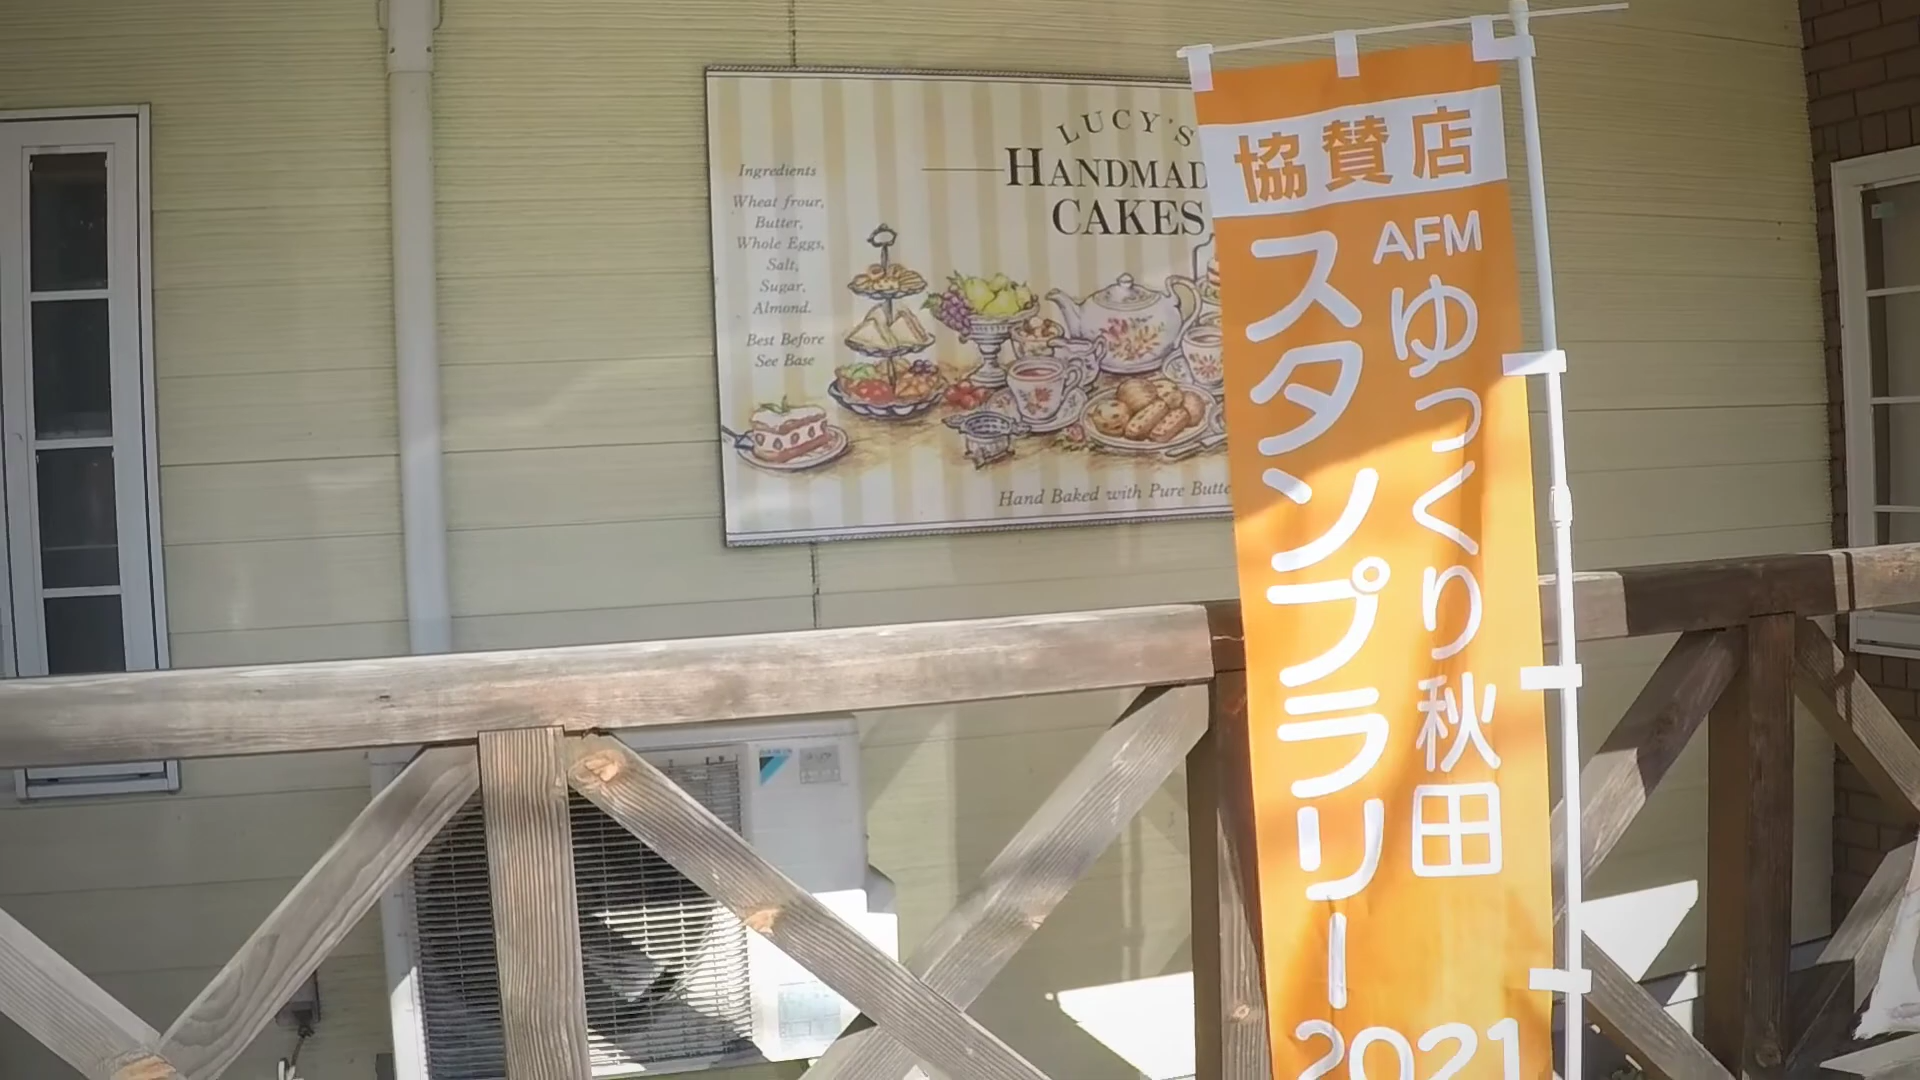 LUCY'S
HANDMAD
CAKES
Ingredients
Wheat frour,
Butter,
Whole Eggs,
Salt,
Sugar,
Almond.
Best Before
See Base
Hand Baked with Pure Butte
協賛店
AFM ゆっくり秋田
スタンプラリー
2021